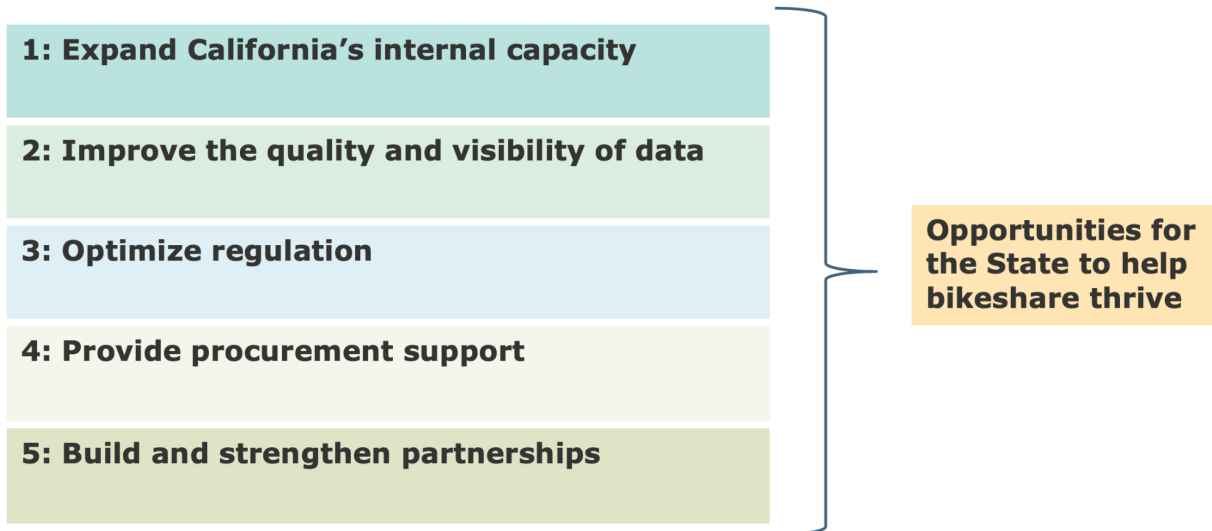 1: Expand California’s internal capacity
2: Improve the quality and visibility of data
3: Optimize regulation
4: Provide procurement support
5: Build and strengthen partnerships
Opportunities for
the State to help
bikeshare thrive